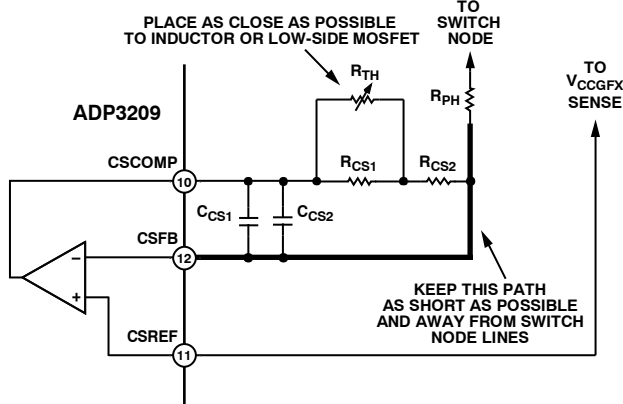 PLACE AS CLOSE AS POSSIBLE
TO INDUCTOR OR LOW-SIDE MOSFET
TO
SWITCH
NODE
TO
VCCGFX
SENSE
RTH
RPH
ADP3209
CSCOMP
10
RCS1
RCS2
CCS1
CCS2
CSFB
–
12
+
KEEP THIS PATH
AS SHORT AS POSSIBLE
AND AWAY FROM SWITCH
NODE LINES
CSREF
11